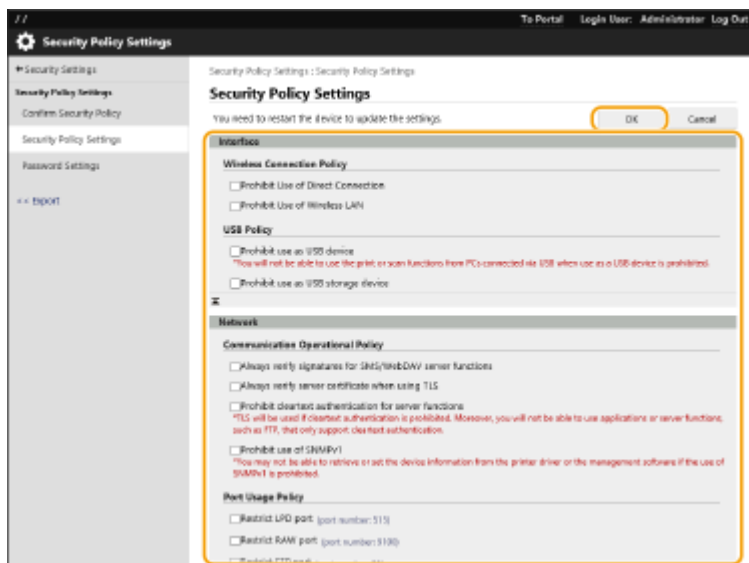 //
To Portal Login User: Administrator Log Out
Security Policy Settings
Security Settings
Security Policy Settings : Security Policy Settings
Security Policy Settings
Security Policy Settings
Confirm Security Policy
You need to restart the device to update the settings.
OK
Cancel
Security Policy Settings
Interface
Password Settings
Wireless Connection Policy
Prohibit Use of Direct Connection
<< Export
Prohibit Use of Wireless LAN
USB Policy
Prohibit use as USB device
*You will not be able to use the print or scan functions from PCs connected via USB when use as a USB device is prohibited.
Prohibit use as USB storage device
Network
Communication Operational Policy
Always verify signatures for SMS/WebDAV server functions
Always verify server certificate when using TLS
Prohibit cleartext authentication for server functions
*TLS will be used if cleartext authentication is prohibited. Moreover, you will not be able to use applications or server functions,
such as FTP, that only support cleartext authentication.
Prohibit use of SNMPv1
*You may not be able to retrieve or set the device information from the printer driver or the management software if the use of
SNMPv1 is prohibited.
Port Usage Policy
Restrict LPD port (port number: 515)
Restrict RAW port (port number: 9100)